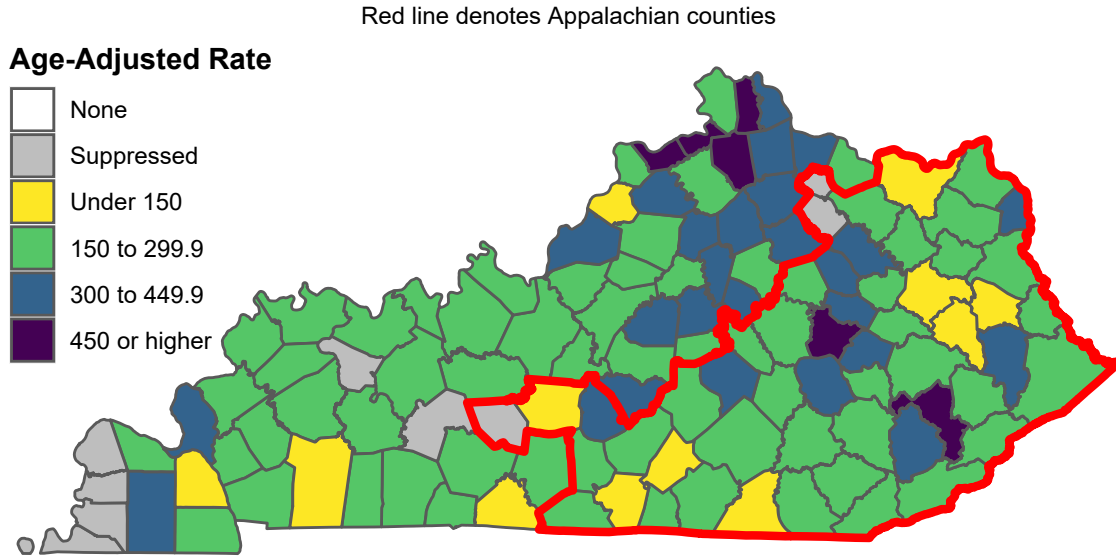 Red line denotes Appalachian counties
Age-Adjusted Rate
None
Suppressed
Under 150
150 to 299.9
300 to 449.9
450 or higher